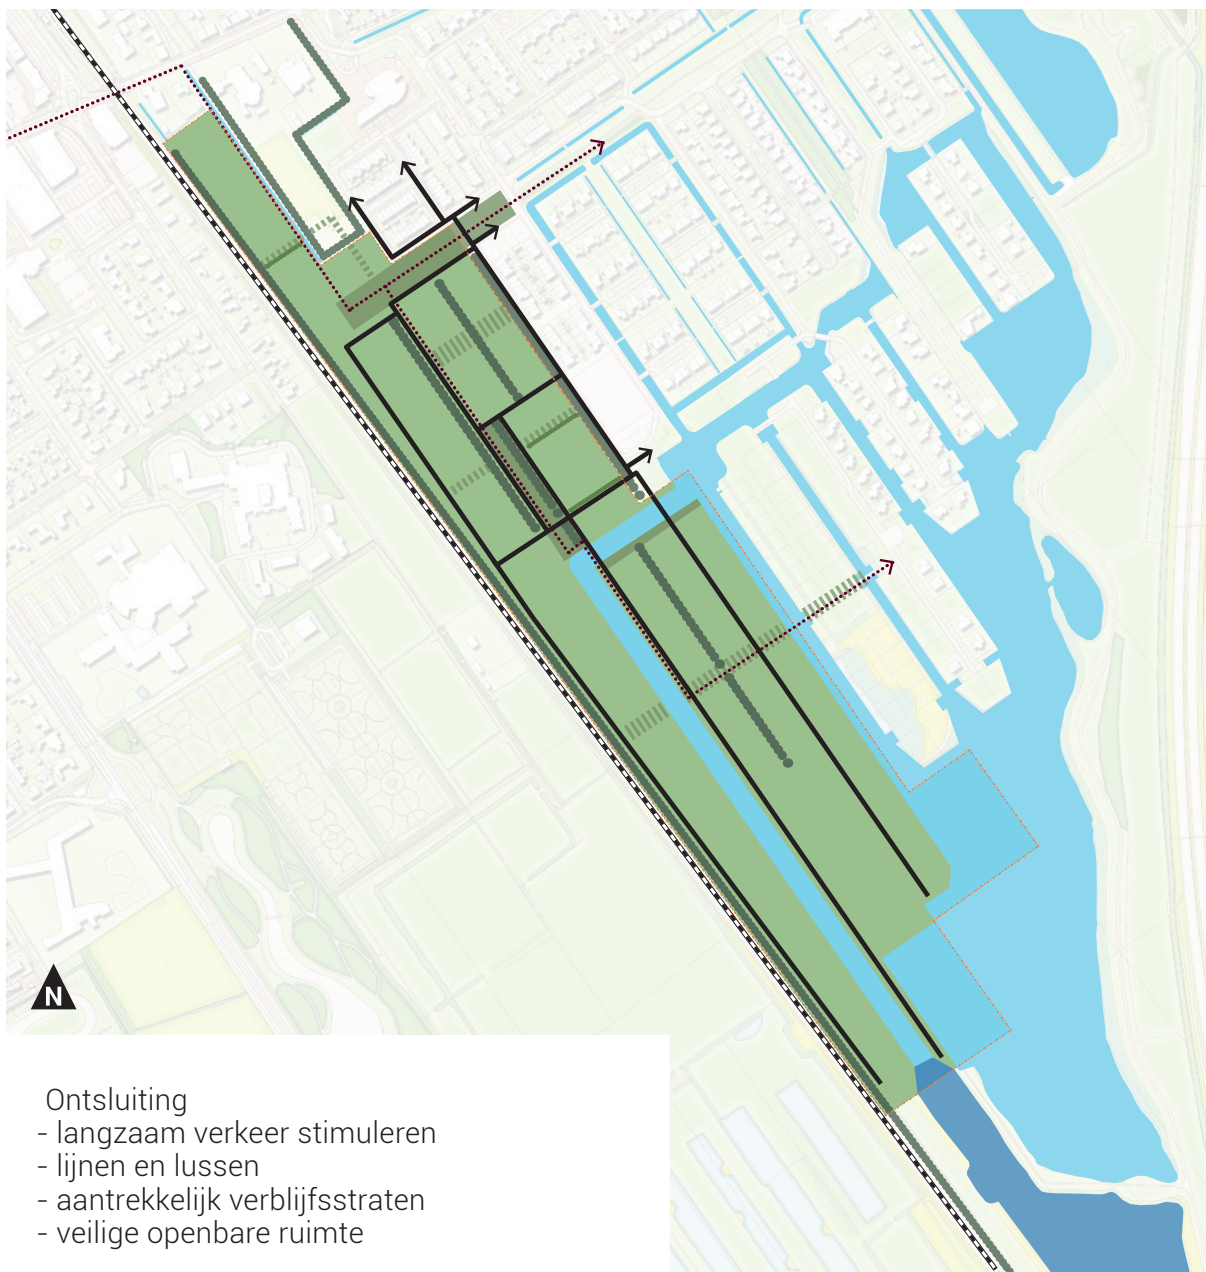 N
Ontsluiting
- langzaam verkeer stimuleren
- lijnen en lussen
- aantrekkelijk verblijfsstraten
- veilige openbare ruimte